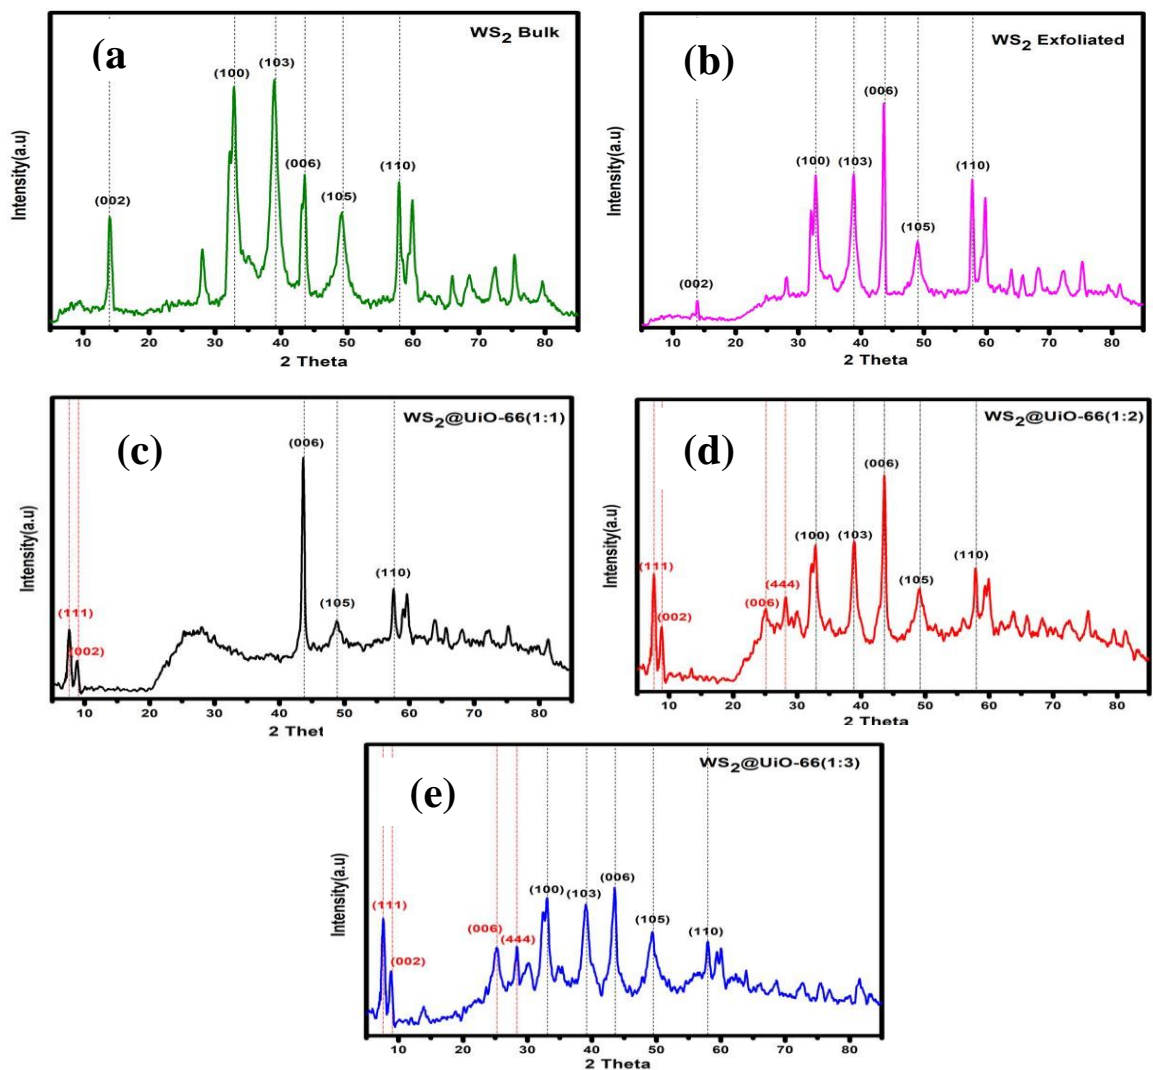 (a
WS2 Bulk
(002)
(100)
(103)
(006)
(105)
(110)
Intensity(a.u)
10 20 30 40 50 60 70 80
2 Theta
(b)
WS2 Exfoliated
(002)
(100)
(103)
(006)
(105)
(110)
Intensity(a.u)
10 20 30 40 50 60 70 80
2 Theta
(c)
WS2@UiO-66(1:1)
(111)
(002)
(006)
(105)
(110)
Intensity(a.u)
10 20 30 40 50 60 70 80
2 Thet
(d)
WS2@UiO-66(1:2)
(111)
(002)
(006)
(444)
(100)
(103)
(006)
(105)
(110)
Intensity(a.u)
10 20 30 40 50 60 70 80
2 Theta
(e)
WS2@UiO-66(1:3)
(111)
(002)
(006)
(444)
(100)
(103)
(006)
(105)
(110)
Intensity(a.u)
10 20 30 40 50 60 70 80
2 Theta